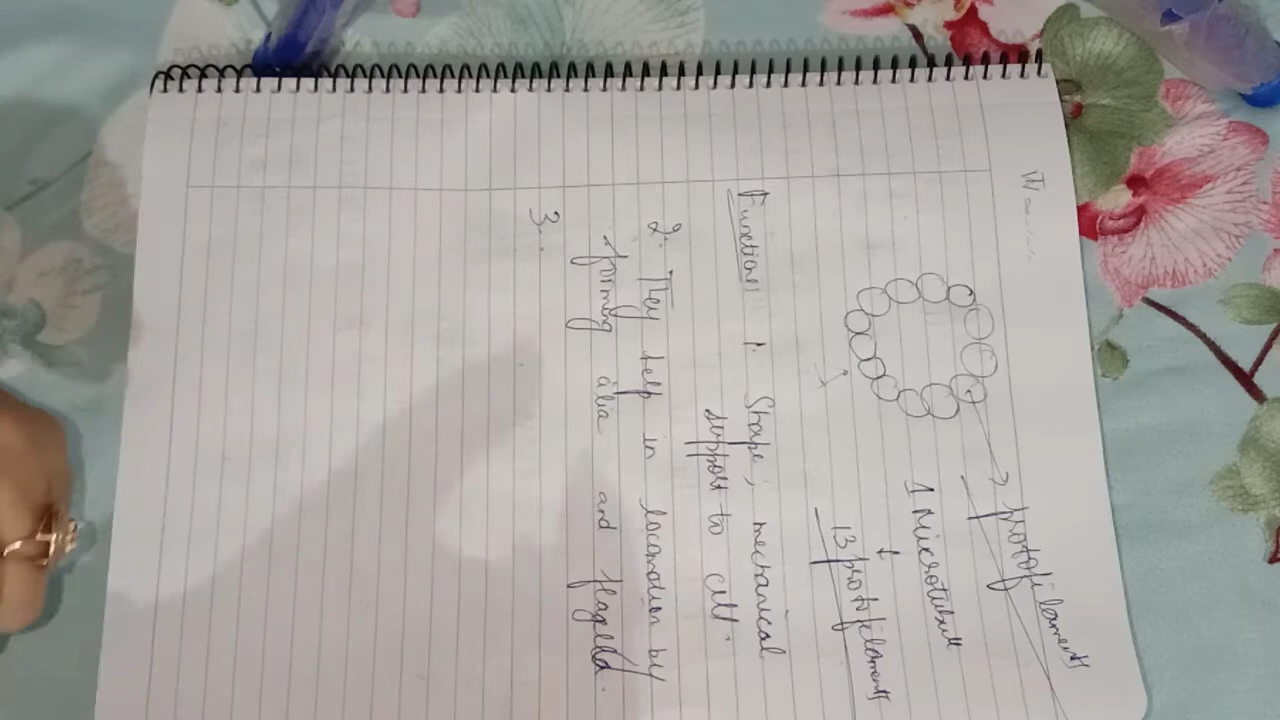 protofilaments
1 Microtubule
13 protofilaments
Functions 1. Shape, mechanical
support to cell.
2. They help in locomotion by
forming cilia and flagella.
3.